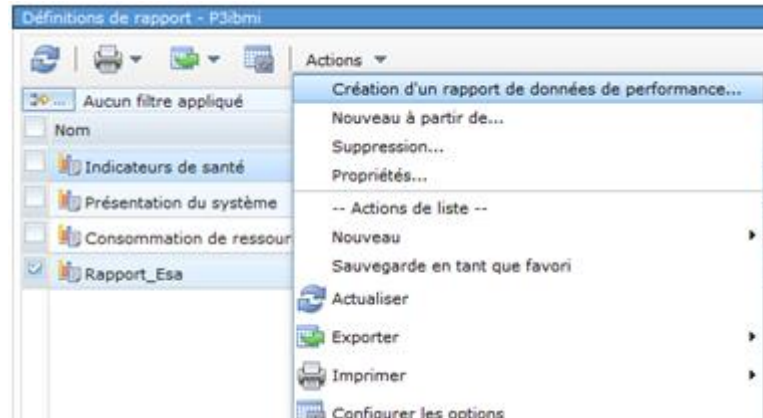 Définitions de rapport - P3ibmi
Actions
Aucun filtre appliqué
Nom
Indicateurs de santé
Présentation du système
Consommation de ressour
Rapport_Esa
Création d'un rapport de données de performance...
Nouveau à partir de...
Suppression...
Propriétés...
-- Actions de liste --
Nouveau
Sauvegarde en tant que favori
Actualiser
Exporter
Imprimer
Configurer les options